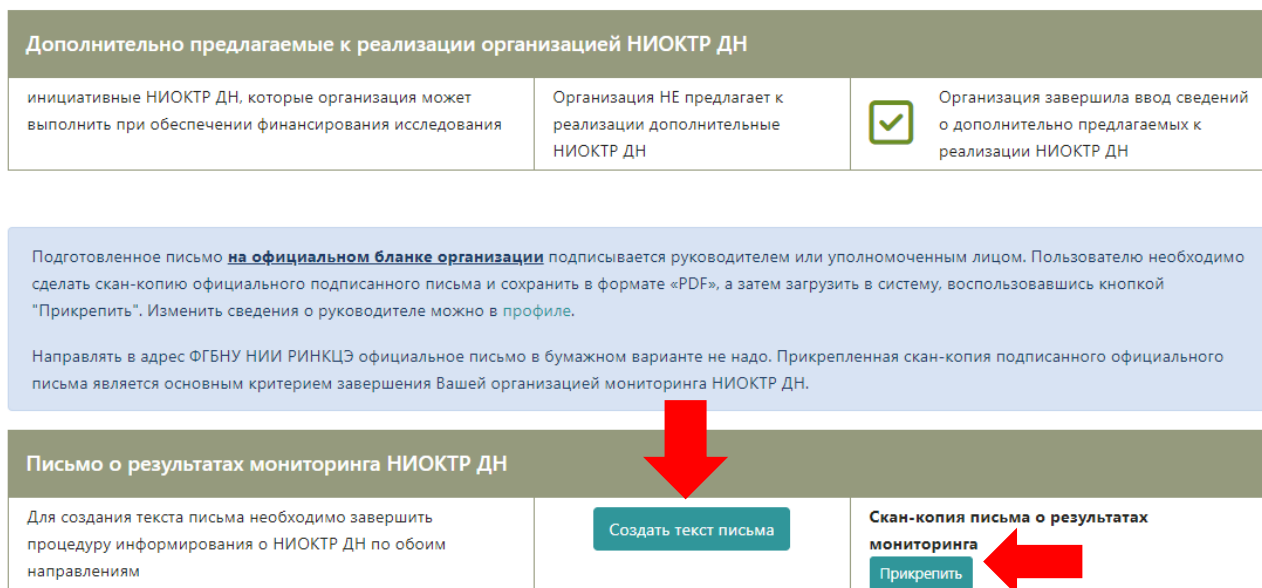 Дополнительно предлагаемые к реализации организацией НИОКТР ДН
инициативные НИОКТР ДН, которые организация может
выполнить при обеспечении финансирования исследования
Организация НЕ предлагает к
реализации дополнительные
НИОКТР ДН
Организация завершила ввод сведений
о дополнительно предлагаемых к
реализации НИОКТР ДН
Подготовленное письмо на официальном бланке организации подписывается руководителем или уполномоченным лицом. Пользователю необходимо
сделать скан-копию официального подписанного письма и сохранить в формате «PDF», а затем загрузить в систему, воспользовавшись кнопкой
"Прикрепить". Изменить сведения о руководителе можно в профиле.
Направлять в адрес ФГБНУ НИИ РИНКЦЭ официальное письмо в бумажном варианте не надо. Прикрепленная скан-копия подписанного официального
письма является основным критерием завершения Вашей организацией мониторинга НИОКТР ДН.
Письмо о результатах мониторинга НИОКТР ДН
Для создания текста письма необходимо завершить
процедуру информирования о НИОКТР ДН по обоим
направлениям
Создать текст письма
Скан-копия письма о результатах
мониторинга
Прикрепить